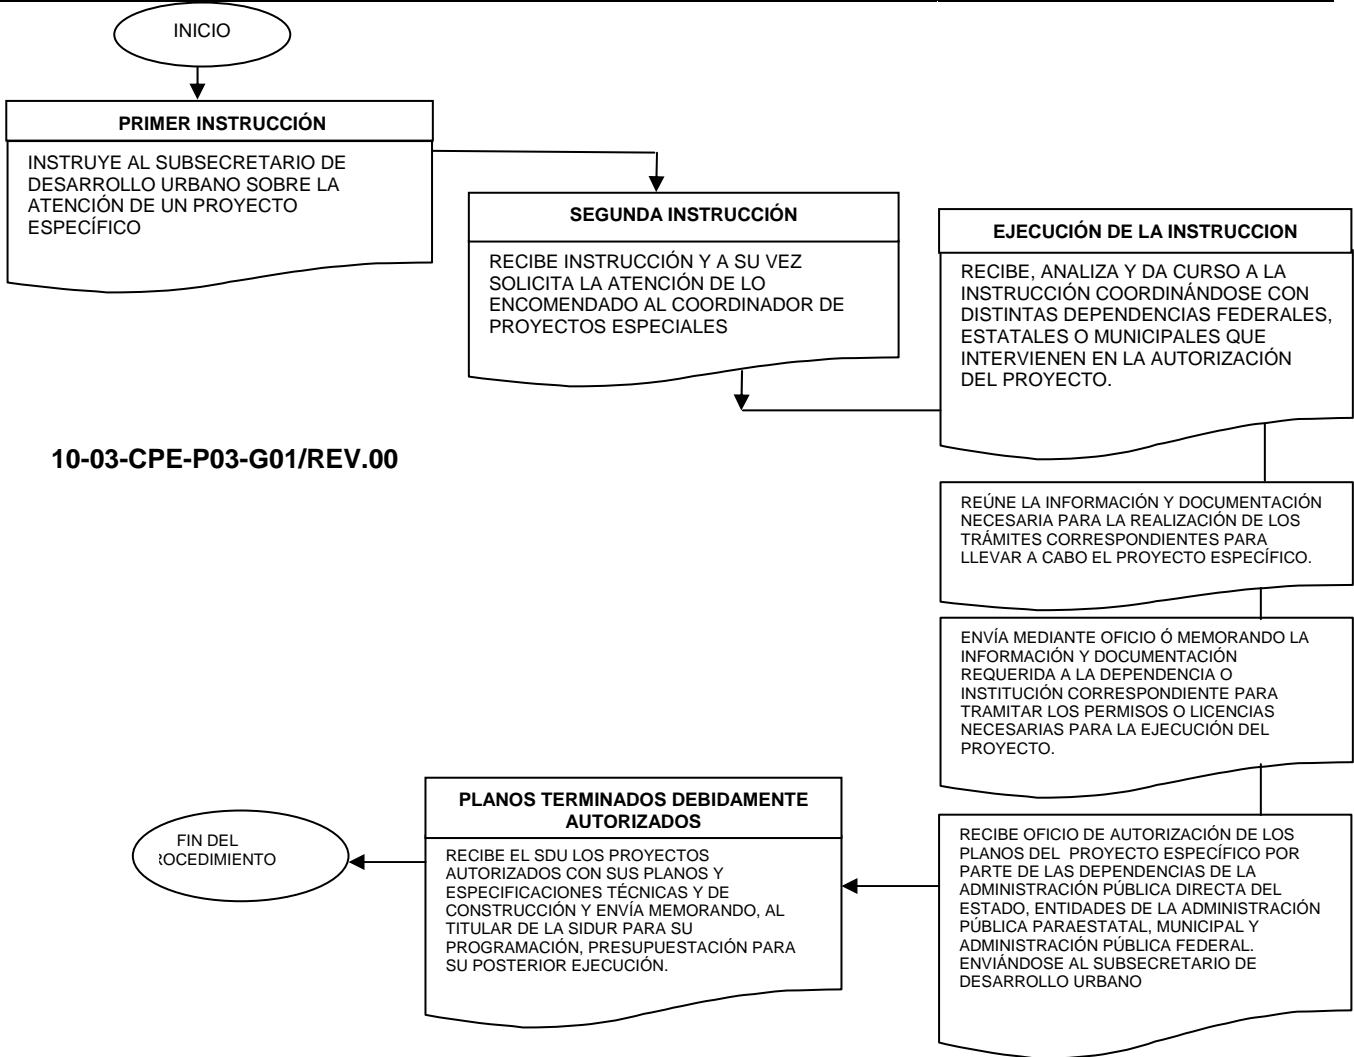 INICIO
PRIMER INSTRUCCIÓN
INSTRUYE AL SUBSECRETARIO DE
DESARROLLO URBANO SOBRE LA
ATENCIÓN DE UN PROYECTO
ESPECÍFICO
SEGUNDA INSTRUCCIÓN
RECIBE INSTRUCCIÓN Y A SU VEZ
SOLICITA LA ATENCIÓN DE LO
ENCOMENDADO AL COORDINADOR DE
PROYECTOS ESPECIALES
EJECUCIÓN DE LA INSTRUCCION
RECIBE, ANALIZA Y DA CURSO A LA
INSTRUCCIÓN COORDINÁNDOSE CON
DISTINTAS DEPENDENCIAS FEDERALES,
ESTATALES O MUNICIPALES QUE
INTERVIENEN EN LA AUTORIZACIÓN
DEL PROYECTO.
10-03-CPE-P03-G01/REV.00
REÚNE LA INFORMACIÓN Y DOCUMENTACIÓN
NECESARIA PARA LA REALIZACIÓN DE LOS
TRÁMITES CORRESPONDIENTES PARA
LLEVAR A CABO EL PROYECTO ESPECÍFICO.
ENVÍA MEDIANTE OFICIO Ó MEMORANDO LA
INFORMACIÓN Y DOCUMENTACIÓN
REQUERIDA A LA DEPENDENCIA O
INSTITUCIÓN CORRESPONDIENTE PARA
TRAMITAR LOS PERMISOS O LICENCIAS
NECESARIAS PARA LA EJECUCIÓN DEL
PROYECTO.
RECIBE OFICIO DE AUTORIZACIÓN DE LOS
PLANOS DEL PROYECTO ESPECÍFICO POR
PARTE DE LAS DEPENDENCIAS DE LA
ADMINISTRACIÓN PÚBLICA DIRECTA DEL
ESTADO, ENTIDADES DE LA ADMINISTRACIÓN
PÚBLICA PARAESTATAL, MUNICIPAL Y
ADMINISTRACIÓN PÚBLICA FEDERAL.
ENVIÁNDOSE AL SUBSECRETARIO DE
DESARROLLO URBANO
PLANOS TERMINADOS DEBIDAMENTE
AUTORIZADOS
RECIBE EL SDU LOS PROYECTOS
AUTORIZADOS CON SUS PLANOS Y
ESPECIFICACIONES TÉCNICAS Y DE
CONSTRUCCIÓN Y ENVÍA MEMORANDO, AL
TITULAR DE LA SIDUR PARA SU
PROGRAMACIÓN, PRESUPUESTACIÓN PARA
SU POSTERIOR EJECUCIÓN.
FIN DEL
ROCEDIMIENTO